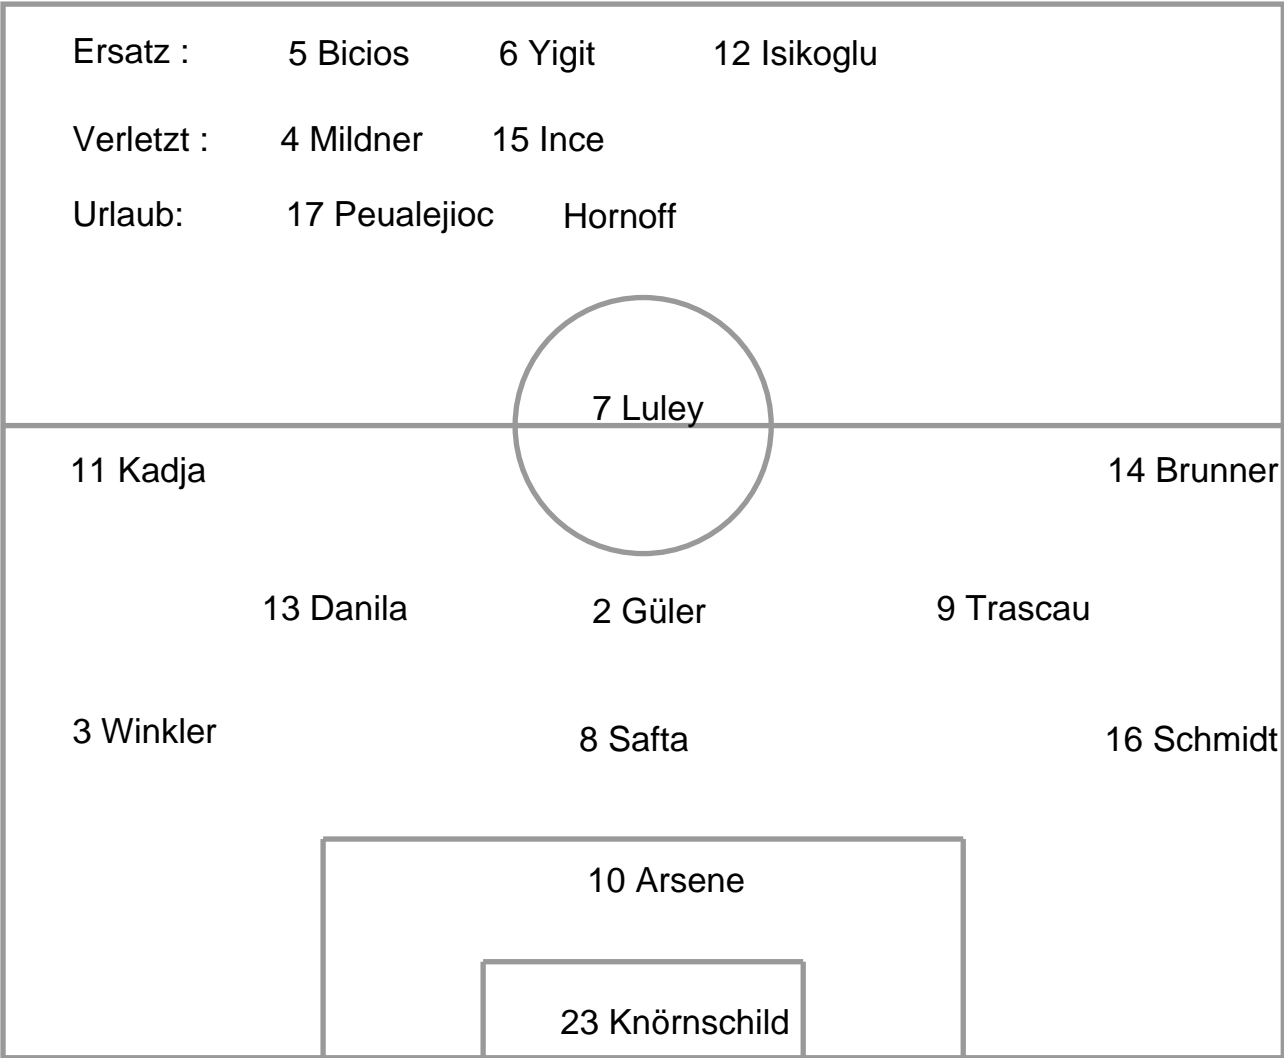 Ersatz : 5 Bicios 6 Yigit 12 Isikoglu
Verletzt : 4 Mildner 15 Ince
Urlaub: 17 Peualejioc Hornoff
7 Luley
11 Kadja 14 Brunner
13 Danila 2 Güler 9 Trascau
3 Winkler 8 Safta 16 Schmidt
10 Arsene
23 Knörnschild